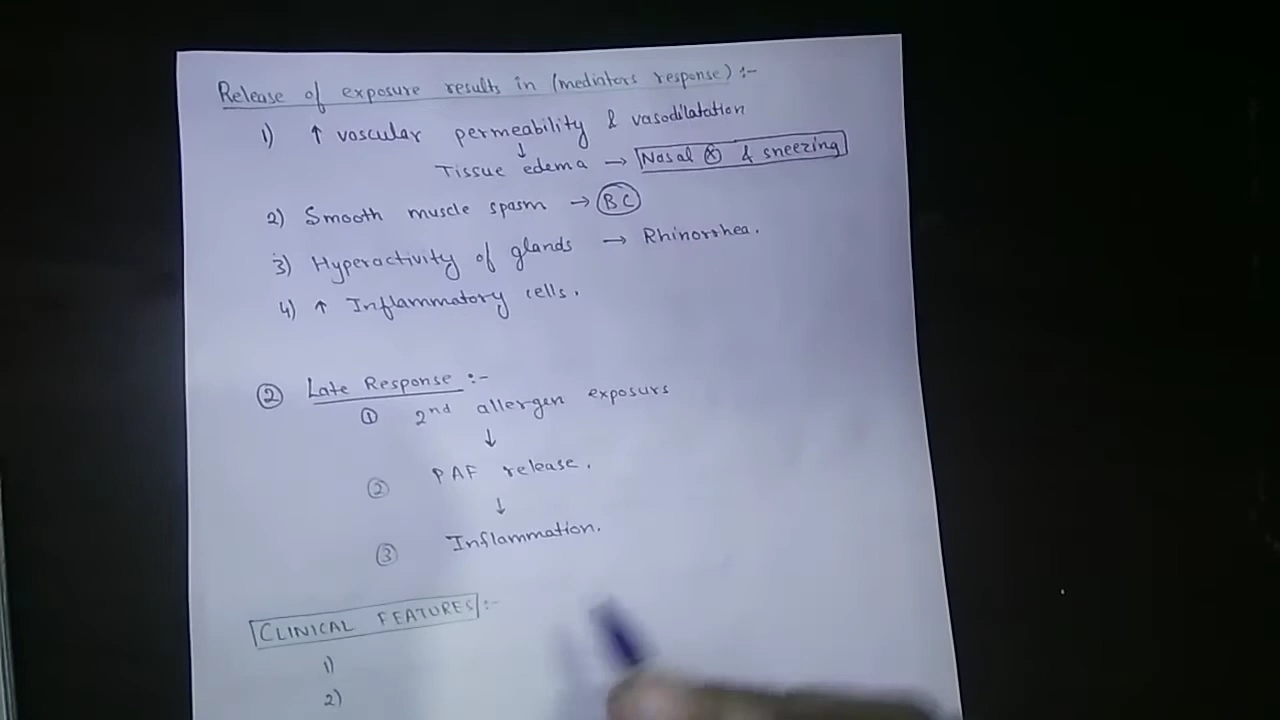 Release of exposure results in (mediators response) :-
1) ↑ vascular permeability & vasodilatation
↓
Tissue edema → Nasal ⓧ & sneezing
2) Smooth muscle spasm → BC
3) Hyperactivity of glands → Rhinorrhea.
4) ↑ Inflammatory cells.
② Late Response :-
① 2nd allergen exposurs
↓
② PAF release.
↓
③ Inflammation.
CLINICAL FEATURES :-
1)
2)